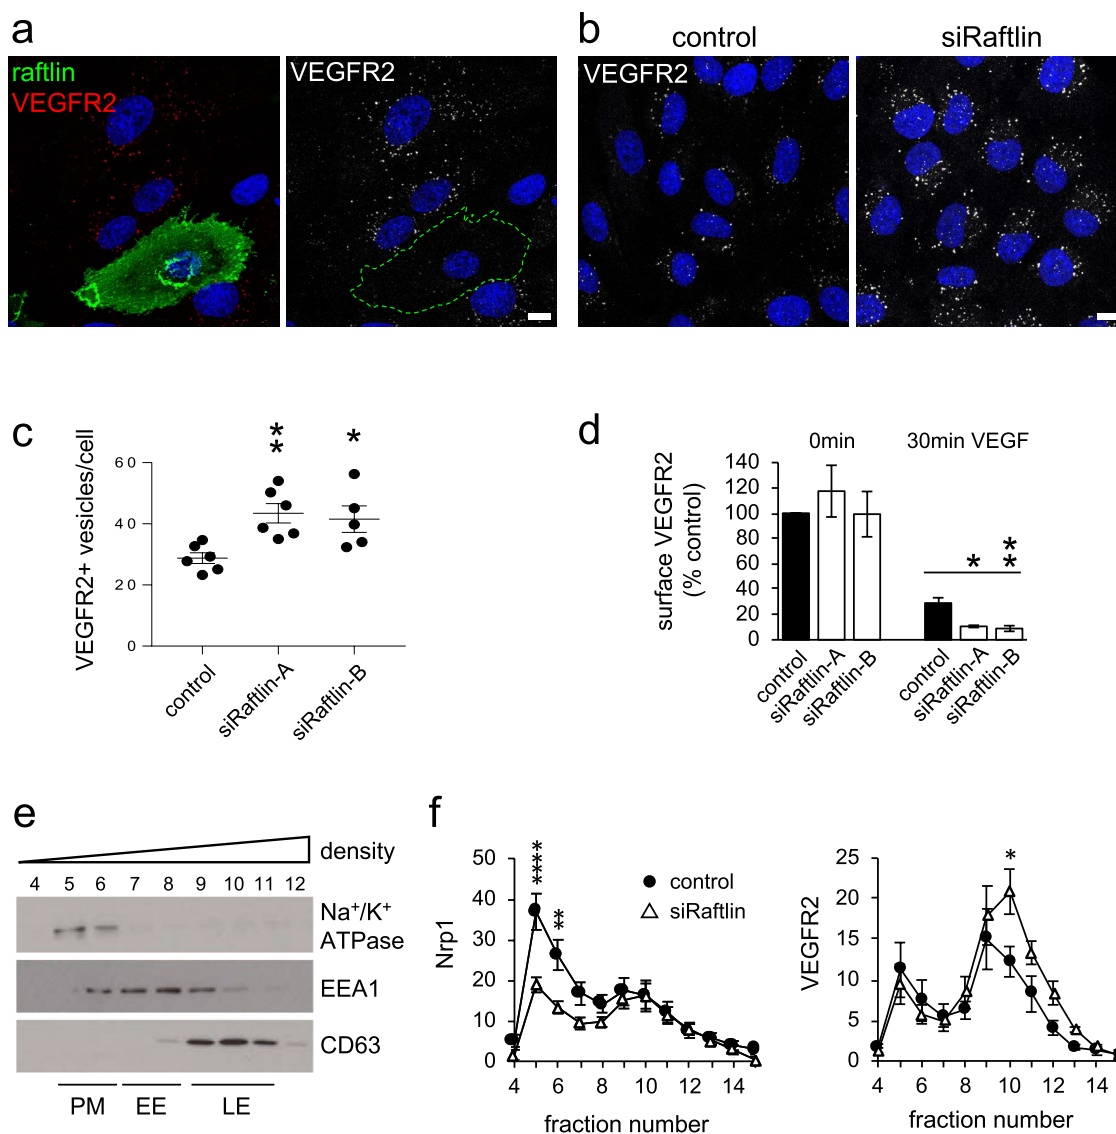 a
raftlin
VEGFR2
VEGFR2
b
control
siRaftlin
VEGFR2
c
VEGFR2+ vesicles/cell
60
40
20
0
**
*
control
siRaftlin-A
siRaftlin-B
d
0min
30min VEGF
surface VEGFR2
(% control)
140
120
100
80
60
40
20
0
*
**
control
siRaftlin-A
siRaftlin-B
control
siRaftlin-A
siRaftlin-B
e
density
4 5 6 7 8 9 10 11 12
Na+/K+
ATPase
EEA1
CD63
PM EE LE
f
Nrp1
50
40
30
20
10
0
****
**
control
siRaftlin
4 6 8 10 12 14
fraction number
VEGFR2
25
20
15
10
5
0
*
4 6 8 10 12 14
fraction number